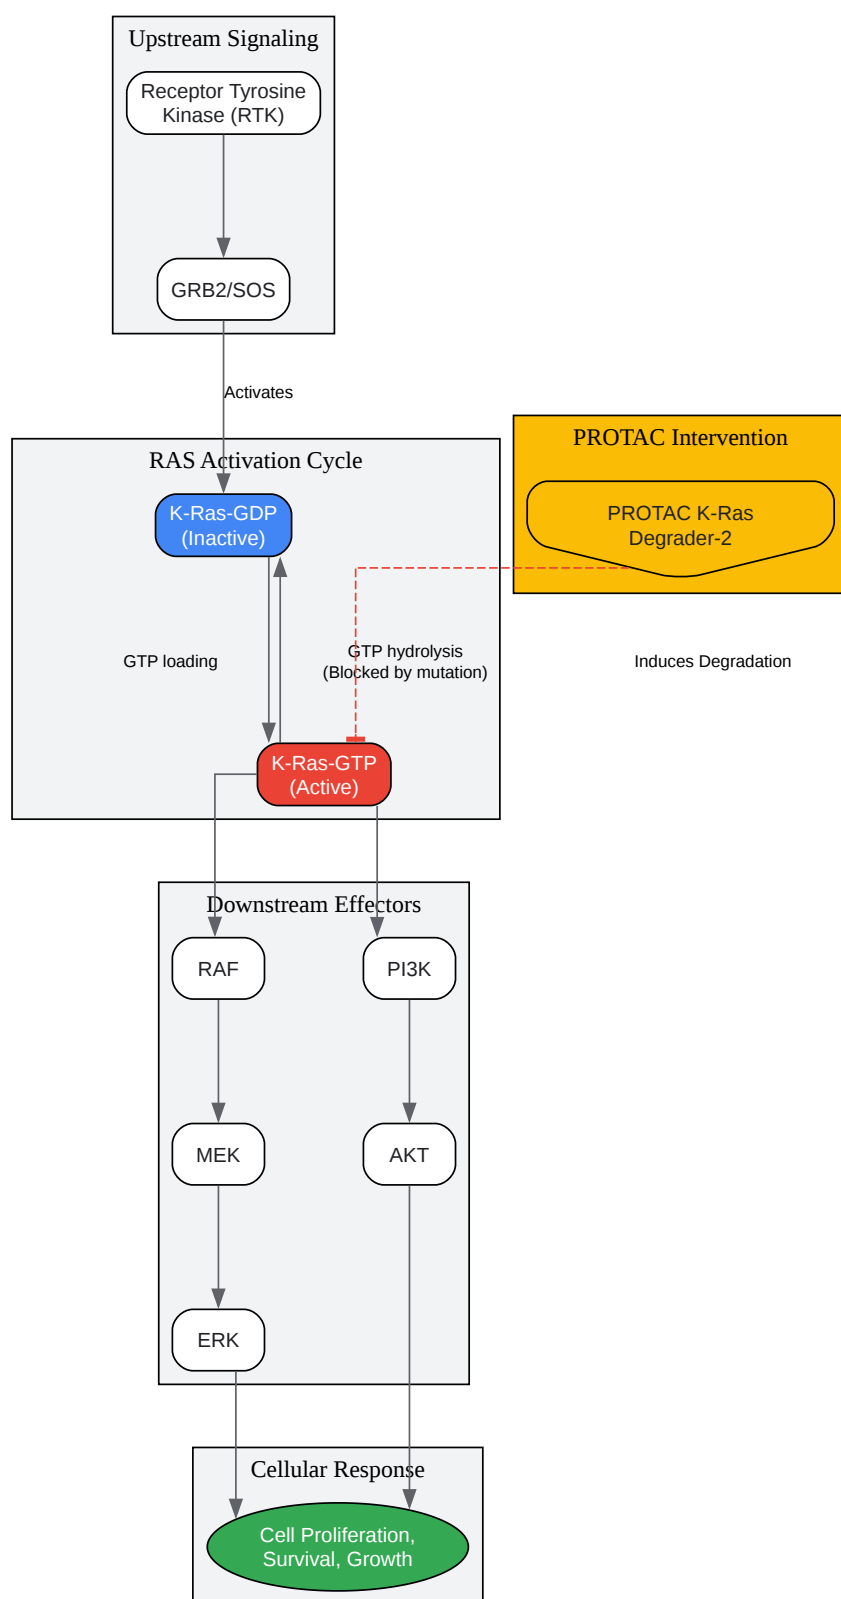 Upstream Signaling
Receptor Tyrosine
Kinase (RTK)
GRB2/SOS
Activates
RAS Activation Cycle
K-Ras-GDP
(Inactive)
PROTAC Intervention
PROTAC K-Ras
Degrader-2
GTP loading
GTP hydrolysis
(Blocked by mutation)
Induces Degradation
K-Ras-GTP
(Active)
Downstream Effectors
RAF
PI3K
MEK
AKT
ERK
Cellular Response
Cell Proliferation,
Survival, Growth